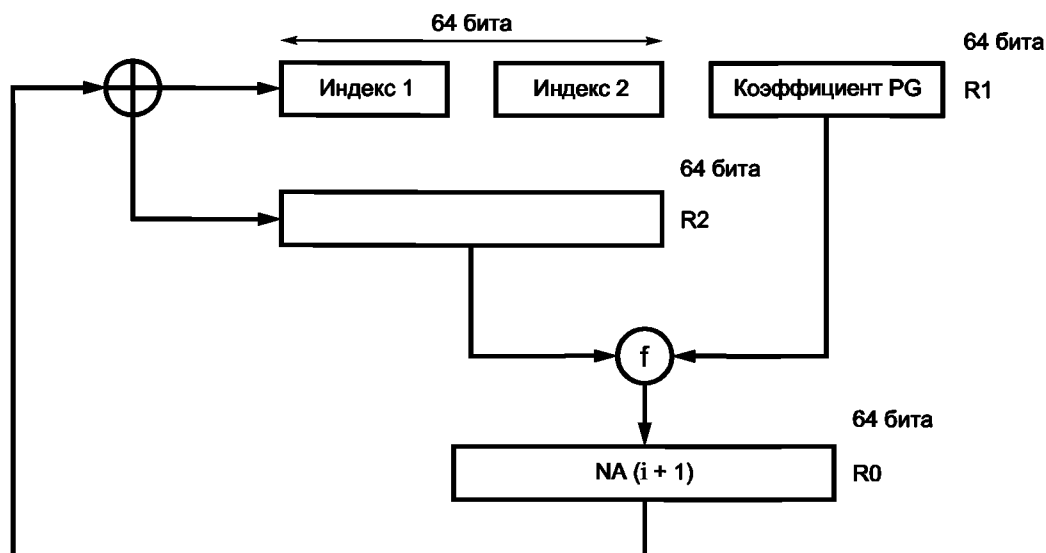 64 бита
64 бита
Индекс 1
Индекс 2
Коэффициент PG
R1
64 бита
R2
f
64 бита
NA (i + 1)
R0